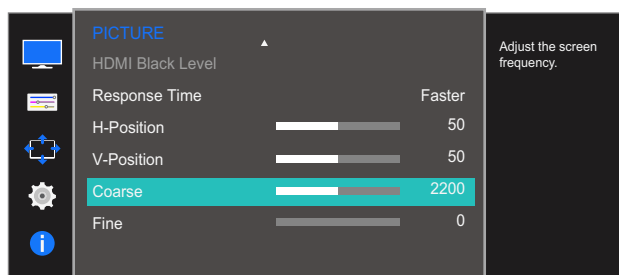 PICTURE
HDMI Black Level
Response Time Faster
H-Position 50
V-Position 50
Coarse 2200
Fine 0
Adjust the screen
frequency.
i